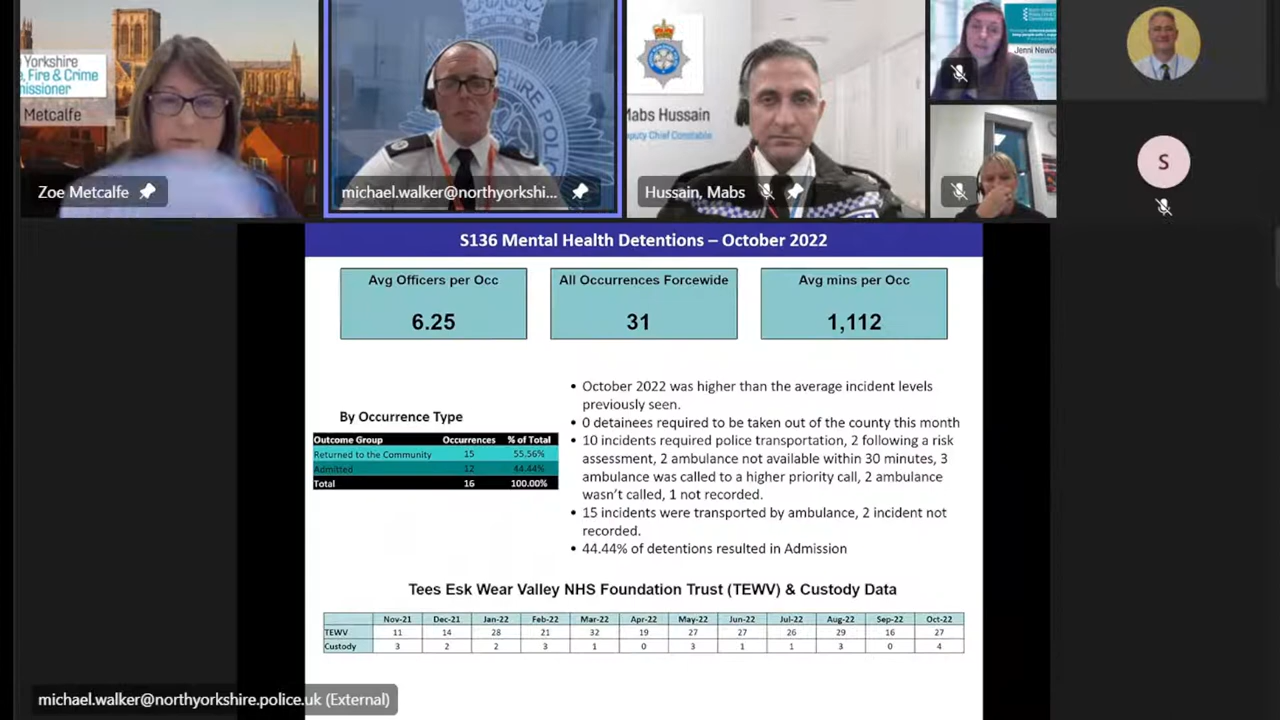 Yorkshire
, Fire & Crime
missioner
Metcalfe
Zoe Metcalfe
michael.walker@northyorkshi...
Mabs Hussain
eputy Chief Constable
Hussain, Mabs
Jenni Newb
S
S136 Mental Health Detentions – October 2022
Avg Officers per Occ
6.25
All Occurrences Forcewide
31
Avg mins per Occ
1,112
By Occurrence Type
Outcome Group Occurrences % of Total
Returned to the Community 15 55.56%
Admitted 12 44.44%
Total 16 100.00%
• October 2022 was higher than the average incident levels
previously seen.
• 0 detainees required to be taken out of the county this month
• 10 incidents required police transportation, 2 following a risk
assessment, 2 ambulance not available within 30 minutes, 3
ambulance was called to a higher priority call, 2 ambulance
wasn't called, 1 not recorded.
• 15 incidents were transported by ambulance, 2 incident not
recorded.
• 44.44% of detentions resulted in Admission
Tees Esk Wear Valley NHS Foundation Trust (TEWV) & Custody Data
Nov-21 Dec-21 Jan-22 Feb-22 Mar-22 Apr-22 May-22 Jun-22 Jul-22 Aug-22 Sep-22 Oct-22
TEWV 11 14 28 21 32 19 27 27 26 29 16 27
Custody 3 2 2 3 1 0 3 1 1 3 0 4
michael.walker@northyorkshire.police.uk (External)